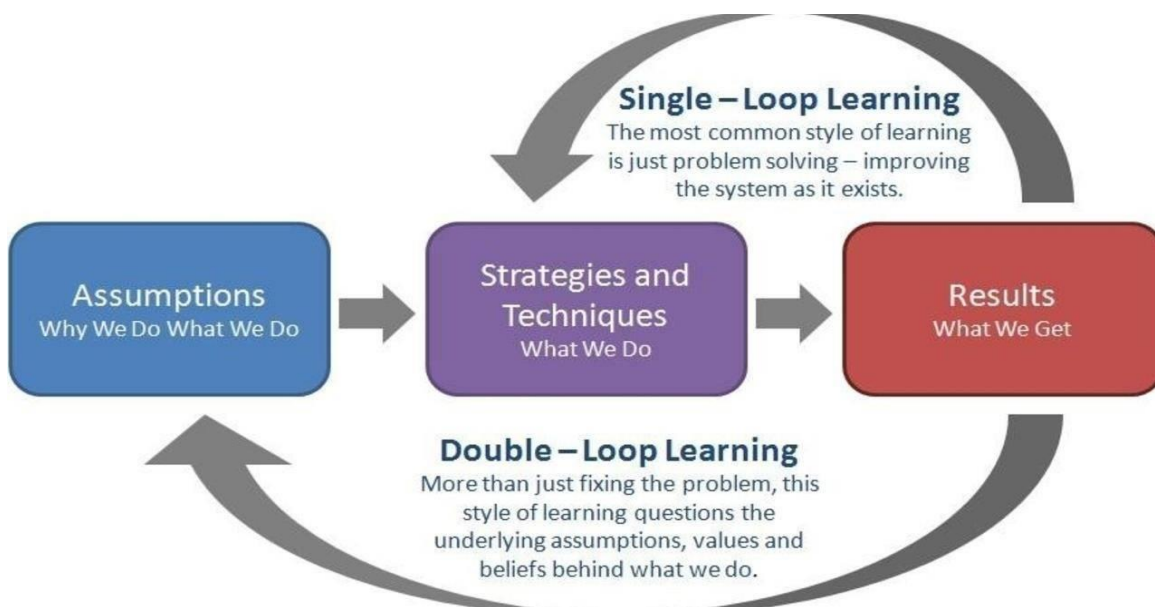 Single – Loop Learning
The most common style of learning
is just problem solving – improving
the system as it exists.
Assumptions
Why We Do What We Do
Strategies and
Techniques
What We Do
Results
What We Get
Double – Loop Learning
More than just fixing the problem, this
style of learning questions the
underlying assumptions, values and
beliefs behind what we do.